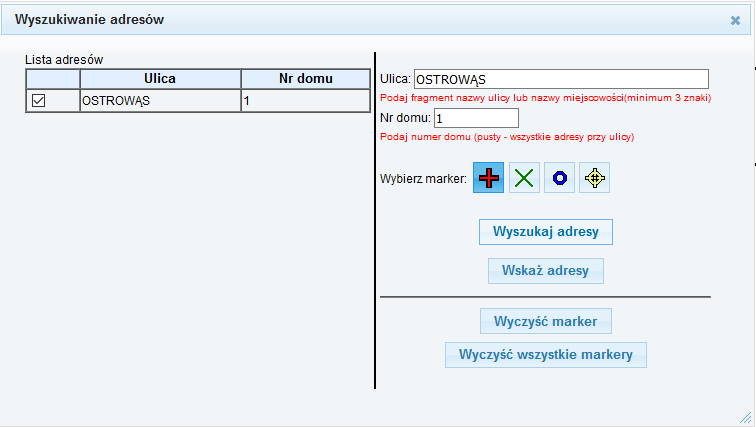 Wyszukiwanie adresów
Lista adresów
Ulica Nr domu
OSTROWĄS 1
Ulica: OSTROWĄS
Podaj fragment nazwy ulicy lub nazwy miejscowości(minimum 3 znaki)
Nr domu: 1
Podaj numer domu (pusty - wszystkie adresy przy ulicy)
Wybierz marker:
Wyszukaj adresy
Wskaż adresy
Wyczyść marker
Wyczyść wszystkie markery